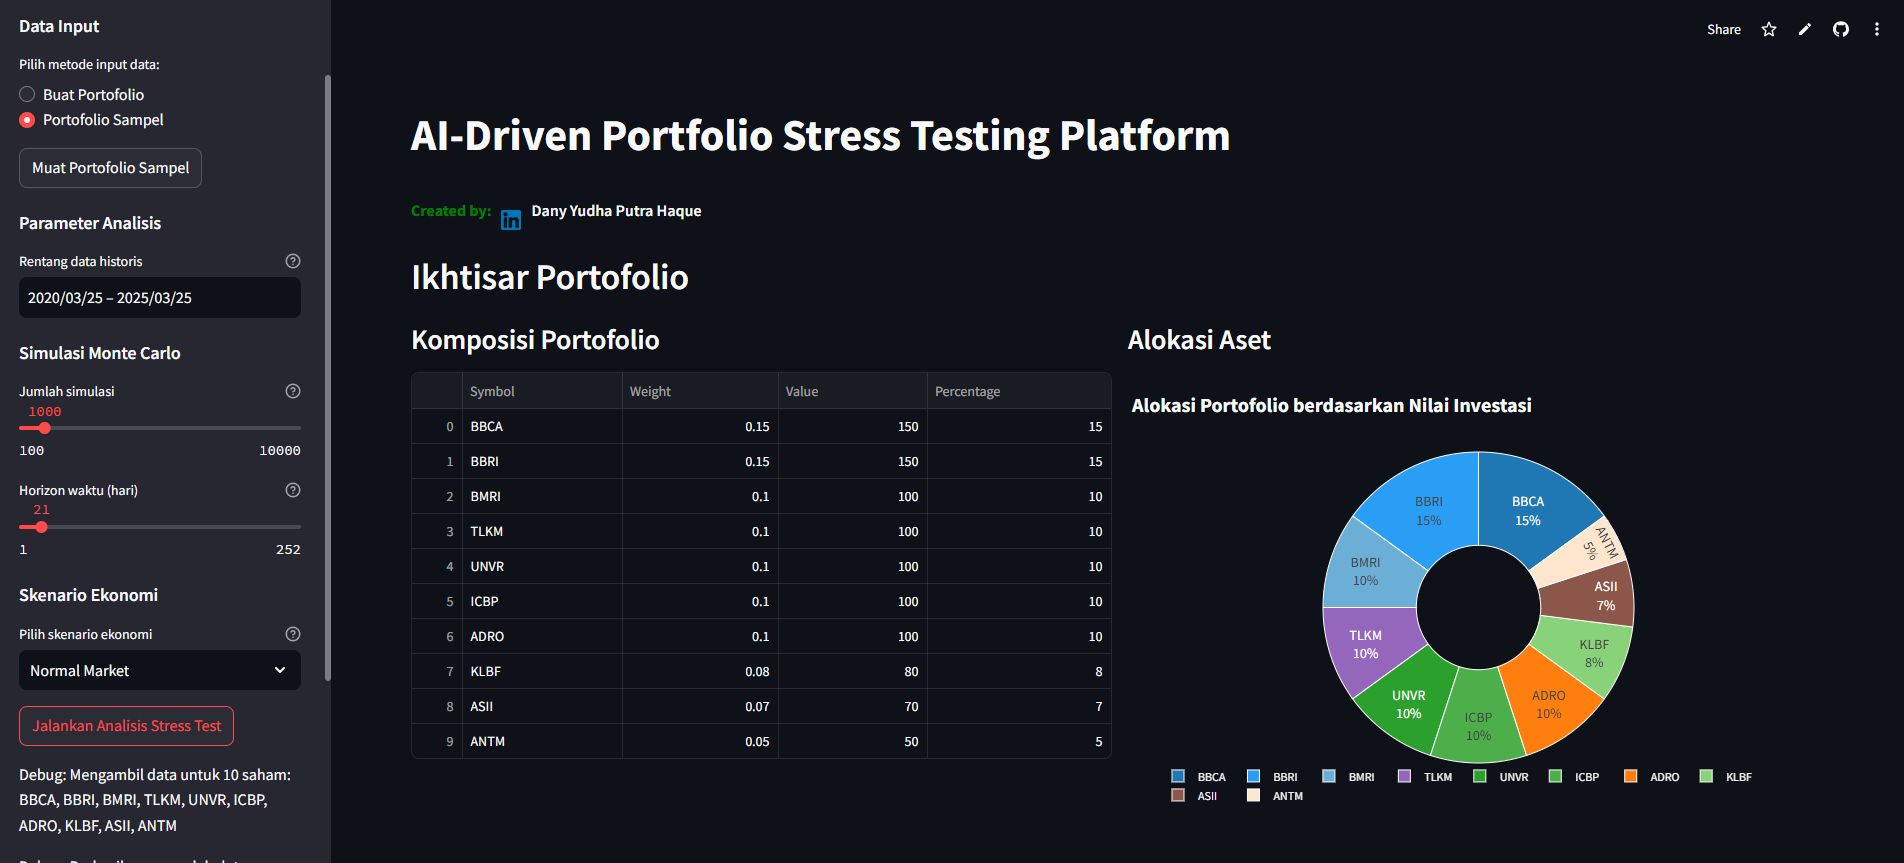 Data Input
Pilih metode input data:
Buat Portofolio
Portofolio Sampel
Muat Portofolio Sampel
Parameter Analisis
Rentang data historis
2020/03/25 – 2025/03/25
Simulasi Monte Carlo
Jumlah simulasi
1000
100 10000
Horizon waktu (hari)
21
1 252
Skenario Ekonomi
Pilih skenario ekonomi
Normal Market
Jalankan Analisis Stress Test
Debug: Mengambil data untuk 10 saham:
BBCA, BBRI, BMRI, TLKM, UNVR, ICBP,
ADRO, KLBF, ASII, ANTM
Share
AI-Driven Portfolio Stress Testing Platform
Created by: in Dany Yudha Putra Haque
Ikhtisar Portofolio
Komposisi Portofolio
Symbol Weight Value Percentage
0 BBCA 0.15 150 15
1 BBRI 0.15 150 15
2 BMRI 0.1 100 10
3 TLKM 0.1 100 10
4 UNVR 0.1 100 10
5 ICBP 0.1 100 10
6 ADRO 0.1 100 10
7 KLBF 0.08 80 8
8 ASII 0.07 70 7
9 ANTM 0.05 50 5
Alokasi Aset
Alokasi Portofolio berdasarkan Nilai Investasi
BBCA
15%
ANTM
5%
ASII
7%
KLBF
8%
ADRO
10%
ICBP
10%
UNVR
10%
TLKM
10%
BMRI
10%
BBRI
15%
BBCA BBRI BMRI TLKM UNVR ICBP ADRO KLBF
ASII ANTM